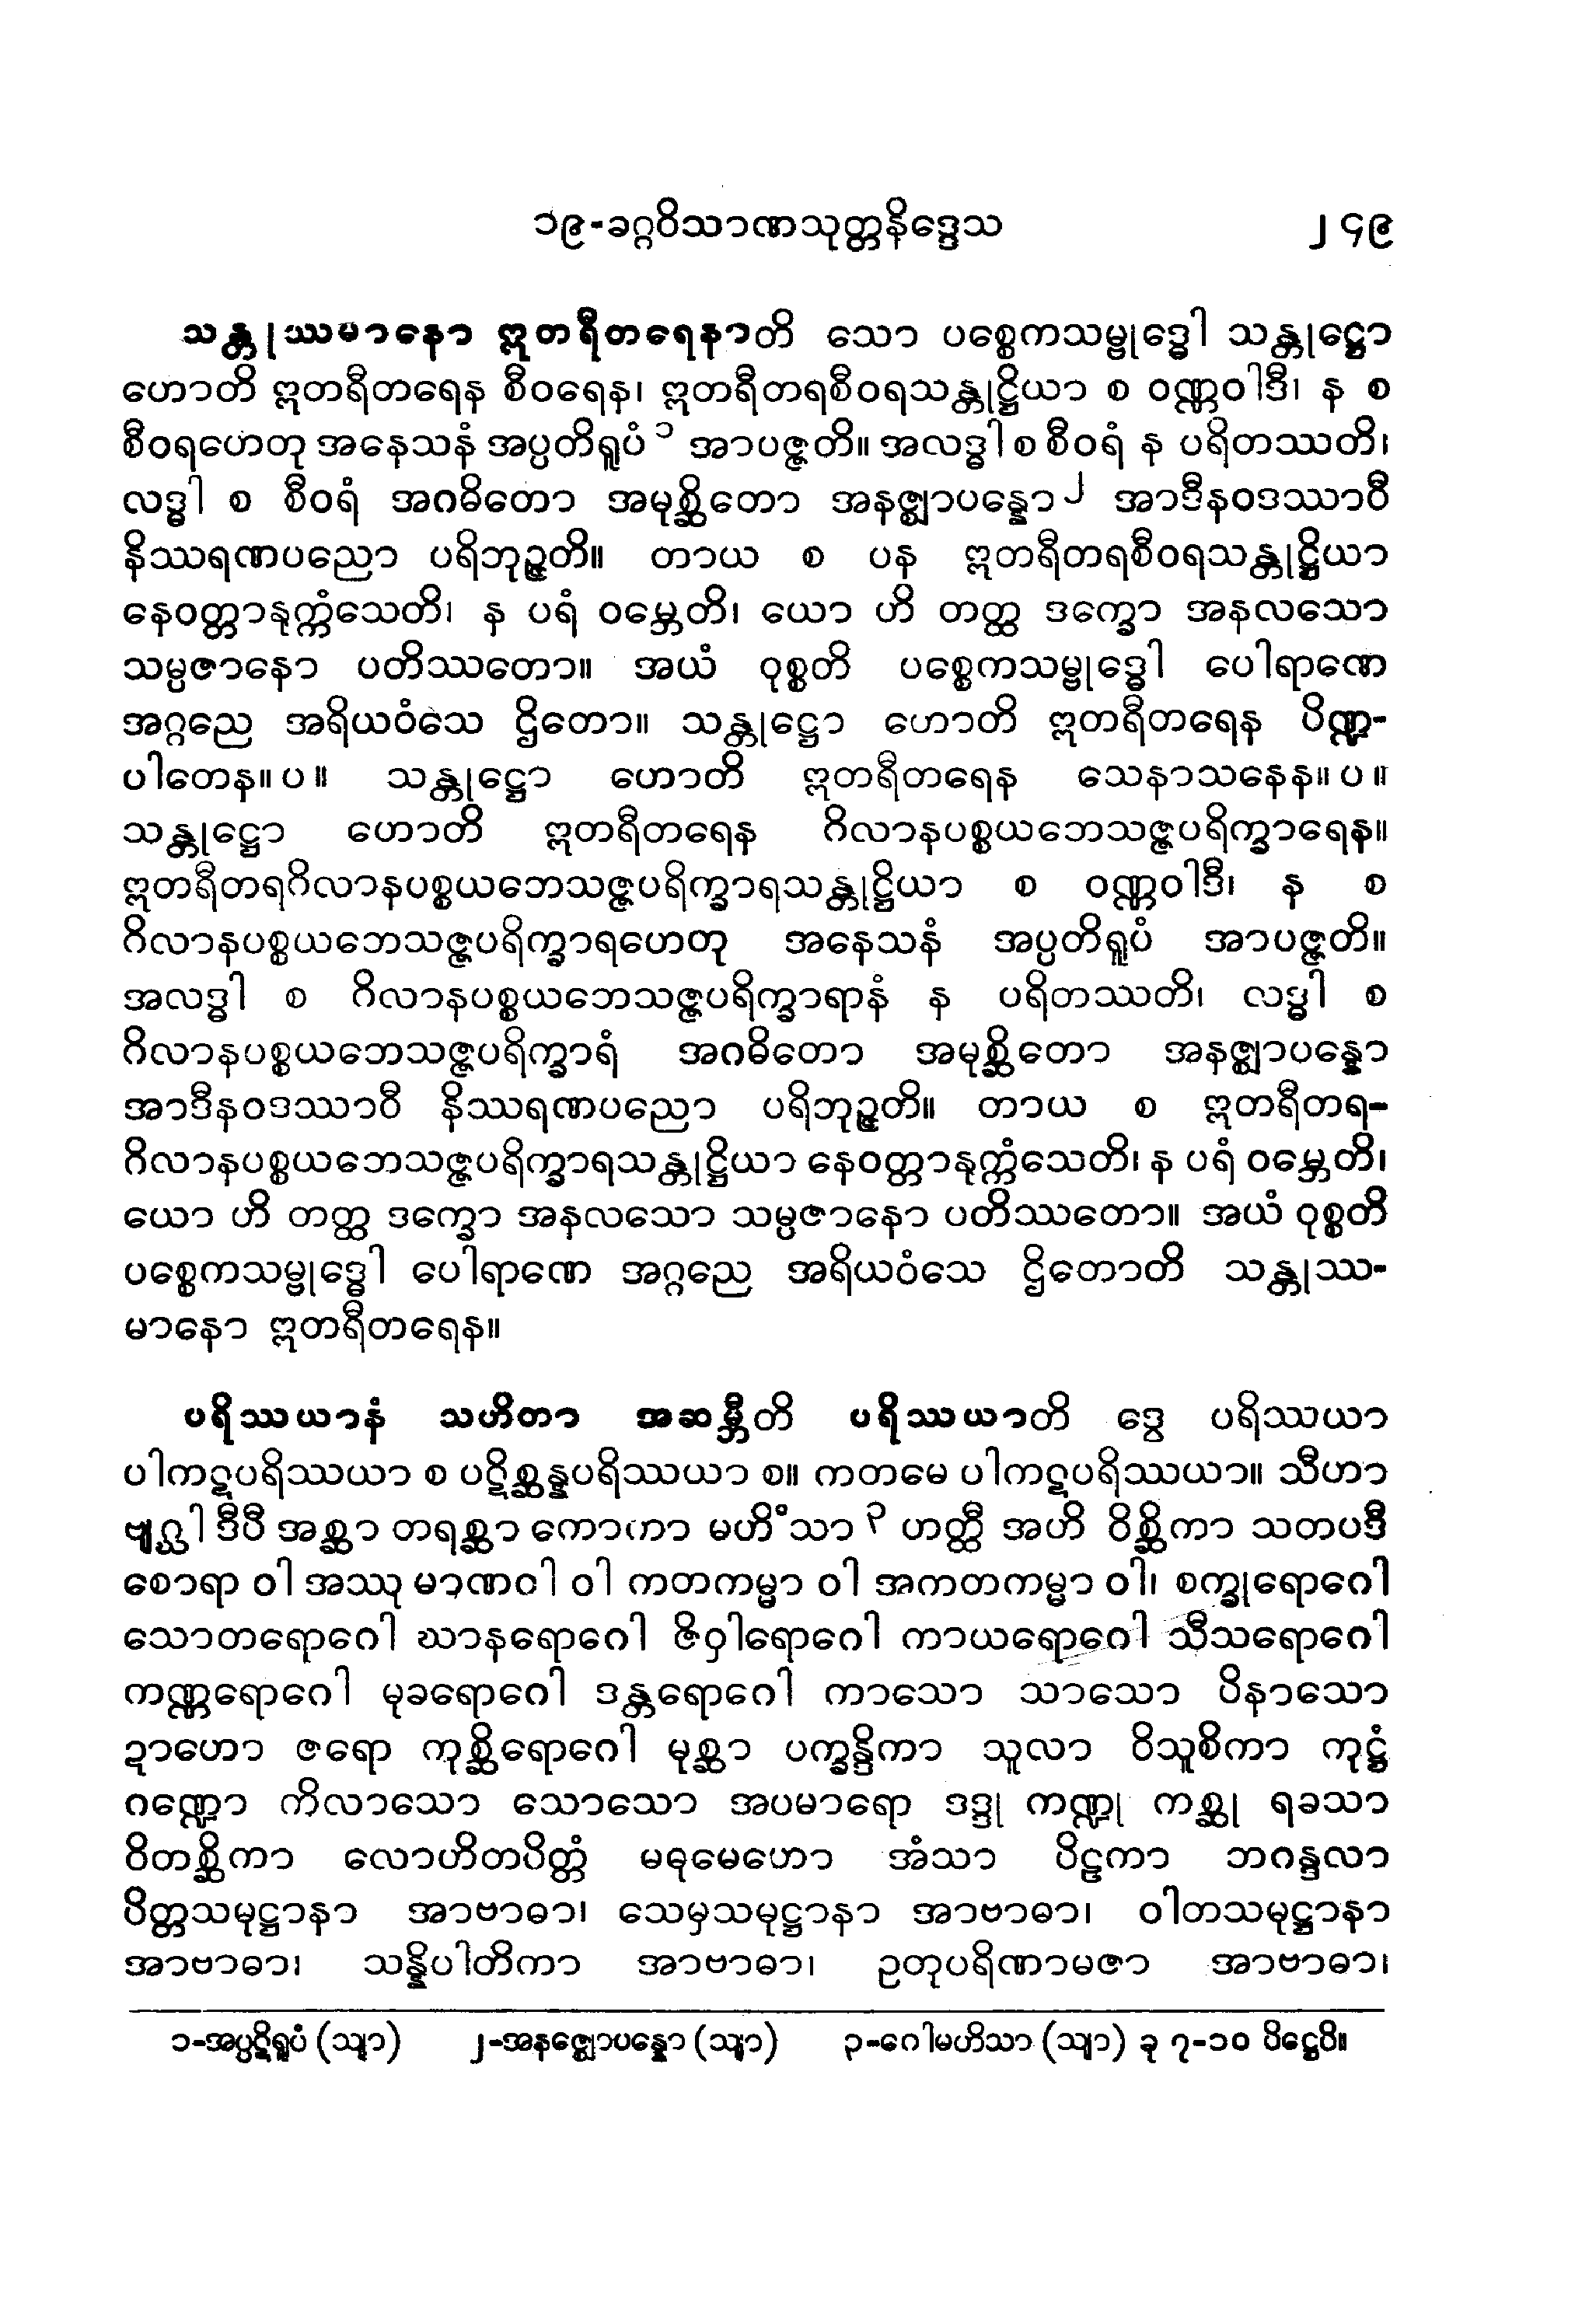 ၁၉-ခဂ္ဂဝိသာဏသုတ္တနိဒ္ဒေသ ၂၄၉
သန္တုဿမာနော ဣတရီတရေနာတိ သော ပစ္စေကသမ္ဗုဒ္ဓေါ သန္တုဋ္ဌော
ဟောတိ ဣတရီတရေန စီဝရေန၊ ဣတရီတရစီဝရသန္တုဋ္ဌိယာ စ ဝဏ္ဏဝါဒီ၊ န စ
စီဝရဟေတု အနေသနံ အပ္ပတိရူပံ ၁ အာပဇ္ဇတိ။ အလဒ္ဓါ စ စီဝရံ န ပရိတဿတိ၊
လဒ္ဓါ စ စီဝရံ အဂဓိတော အမုစ္ဆိတော အနဇ္ဈာပန္နော ၂ အာဒီနဝဒဿာဝီ
နိဿရဏပညော ပရိဘုဉ္ဇတိ။ တာယ စ ပန ဣတရီတရစီဝရသန္တုဋ္ဌိယာ
နေဝတ္တာနုက္ကံသေတိ၊ န ပရံ ဝမ္ဘေတိ၊ ယော ဟိ တတ္ထ ဒက္ခော အနလသော
သမ္ပဇာနော ပတိဿတော။ အယံ ဝုစ္စတိ ပစ္စေကသမ္ဗုဒ္ဓေါ ပေါရာဏေ
အဂ္ဂညေ အရိယဝံသေ ဌိတော။ သန္တုဋ္ဌော ဟောတိ ဣတရီတရေန ပိဏ္ဍ-
ပါတေန။ ပ ။ သန္တုဋ္ဌော ဟောတိ ဣတရီတရေန သေနာသနေန။ ပ ။
သန္တုဋ္ဌော ဟောတိ ဣတရီတရေန ဂိလာနပစ္စယဘေသဇ္ဇပရိက္ခာရေန။
ဣတရီတရဂိလာနပစ္စယဘေသဇ္ဇပရိက္ခာရသန္တုဋ္ဌိယာ စ ဝဏ္ဏဝါဒီ၊ န စ
ဂိလာနပစ္စယဘေသဇ္ဇပရိက္ခာရဟေတု အနေသနံ အပ္ပတိရူပံ အာပဇ္ဇတိ။
အလဒ္ဓါ စ ဂိလာနပစ္စယဘေသဇ္ဇပရိက္ခာရာနံ န ပရိတဿတိ၊ လဒ္ဓါ စ
ဂိလာနပစ္စယဘေသဇ္ဇပရိက္ခာရံ အဂဓိတော အမုစ္ဆိတော အနဇ္ဈာပန္နော
အာဒီနဝဒဿာဝီ နိဿရဏပညော ပရိဘုဉ္ဇတိ။ တာယ စ ဣတရီတရ-
ဂိလာနပစ္စယဘေသဇ္ဇပရိက္ခာရသန္တုဋ္ဌိယာ နေဝတ္တာနုက္ကံသေတိ၊ န ပရံ ဝမ္ဘေတိ၊
ယော ဟိ တတ္ထ ဒက္ခော အနလသော သမ္ပဇာနော ပတိဿတော။ အယံ ဝုစ္စတိ
ပစ္စေကသမ္ဗုဒ္ဓေါ ပေါရာဏေ အဂ္ဂညေ အရိယဝံသေ ဌိတောတိ သန္တုဿ-
မာနော ဣတရီတရေန။
ပရိဿယာနံ သဟိတာ အဆမ္ဘီတိ ပရိဿယာတိ ဒွေ ပရိဿယာ
ပါကဋပရိဿယာ စ ပဋိစ္ဆန္နပရိဿယာ စ။ ကတမေ ပါကဋပရိဿယာ။ သီဟာ
ဗျဂ္ဃါ ဒီပိ အစ္ဆာ တရစ္ဆာ ကောကာ မဟိံသာ ၃ ဟတ္ထီ အဟိ ဝိစ္ဆိကာ သတပဒီ
စောရာ ဝါ အဿု မာဏဝါ ဝါ ကတကမ္မာ ဝါ အကတကမ္မာ ဝါ၊ စက္ခုရောဂေါ
သောတရောဂေါ ဃာနရောဂေါ ဇိဝှါရောဂေါ ကာယရောဂေါ သီသရောဂေါ
ကဏ္ဏရောဂေါ မုခရောဂေါ ဒန္တရောဂေါ ကာသော သာသော ပိနာသော
ဍာဟော ဇရော ကုစ္ဆိရောဂေါ မုစ္ဆာ ပက္ခန္ဒိကာ သူလာ ဝိသူစိကာ ကုဋ္ဌံ
ဂဏ္ဍော ကိလာသော သောသော အပမာရော ဒဒ္ဒု ကဏ္ဍု ကစ္ဆု ရခသာ
ဝိတစ္ဆိကာ လောဟိတပိတ္တံ မဓုမေဟော အံသာ ပိဠကာ ဘဂန္ဒလာ
ပိတ္တသမုဋ္ဌာနာ အာဗာဓာ၊ သေမှသမုဋ္ဌာနာ အာဗာဓာ၊ ဝါတသမုဋ္ဌာနာ
အာဗာဓာ၊ သန္နိပါတိကာ အာဗာဓာ၊ ဥတုပရိဏာမဇာ အာဗာဓာ၊
၁-အပ္ပဋိရူပံ (သျာ) ၂-အနဇ္ဈောပန္နော (သျာ) ၃-ဂေါမဟိသာ (သျာ) ခု ၇-၁၀ ပိဋ္ဌေပိ။